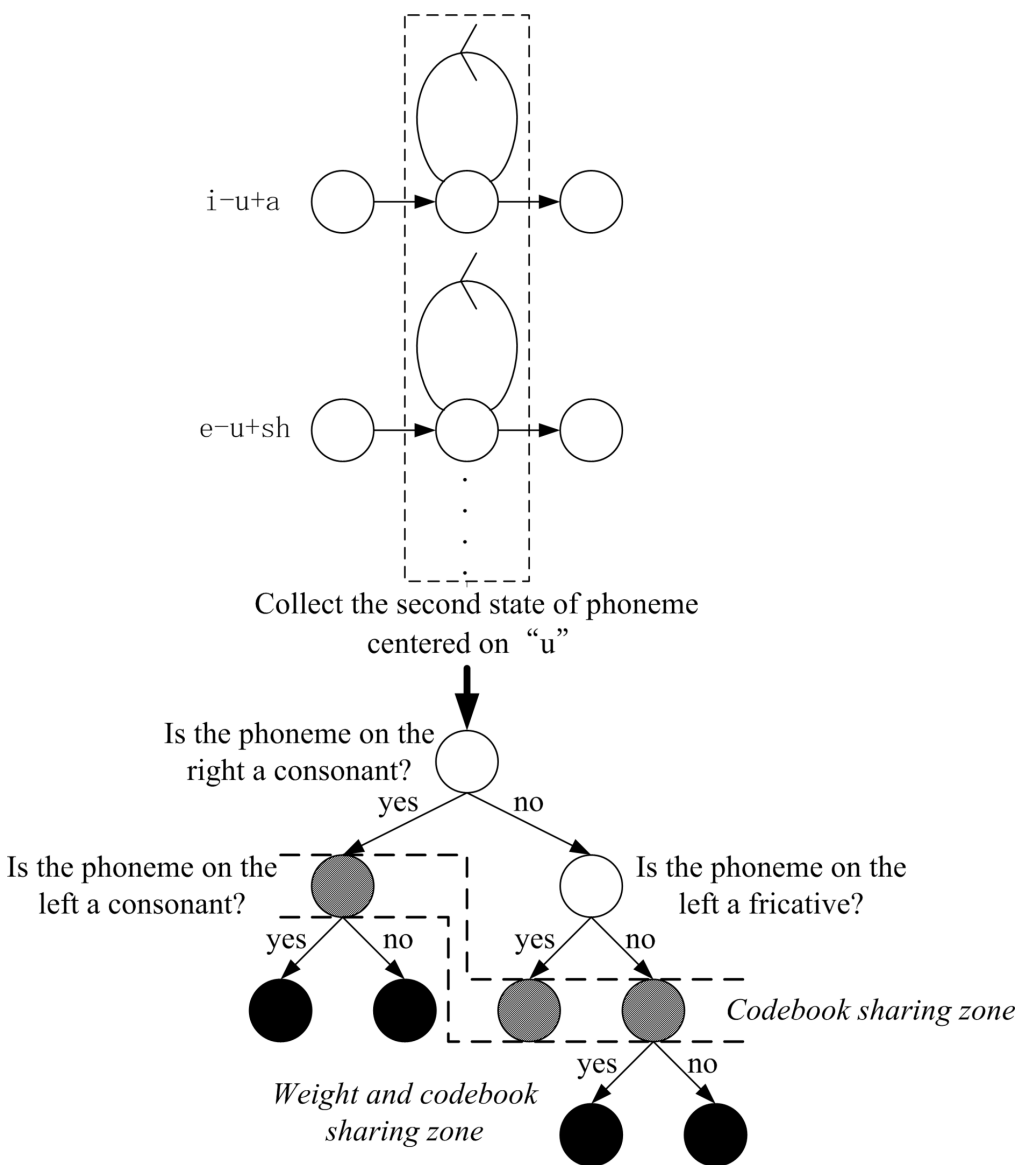 i-u+a
e-u+sh
Collect the second state of phoneme
centered on “u”
Is the phoneme on the
right a consonant?
yes
no
Is the phoneme on the
left a consonant?
Is the phoneme on the
left a fricative?
yes
no
yes
no
Codebook sharing zone
yes
no
Weight and codebook
sharing zone